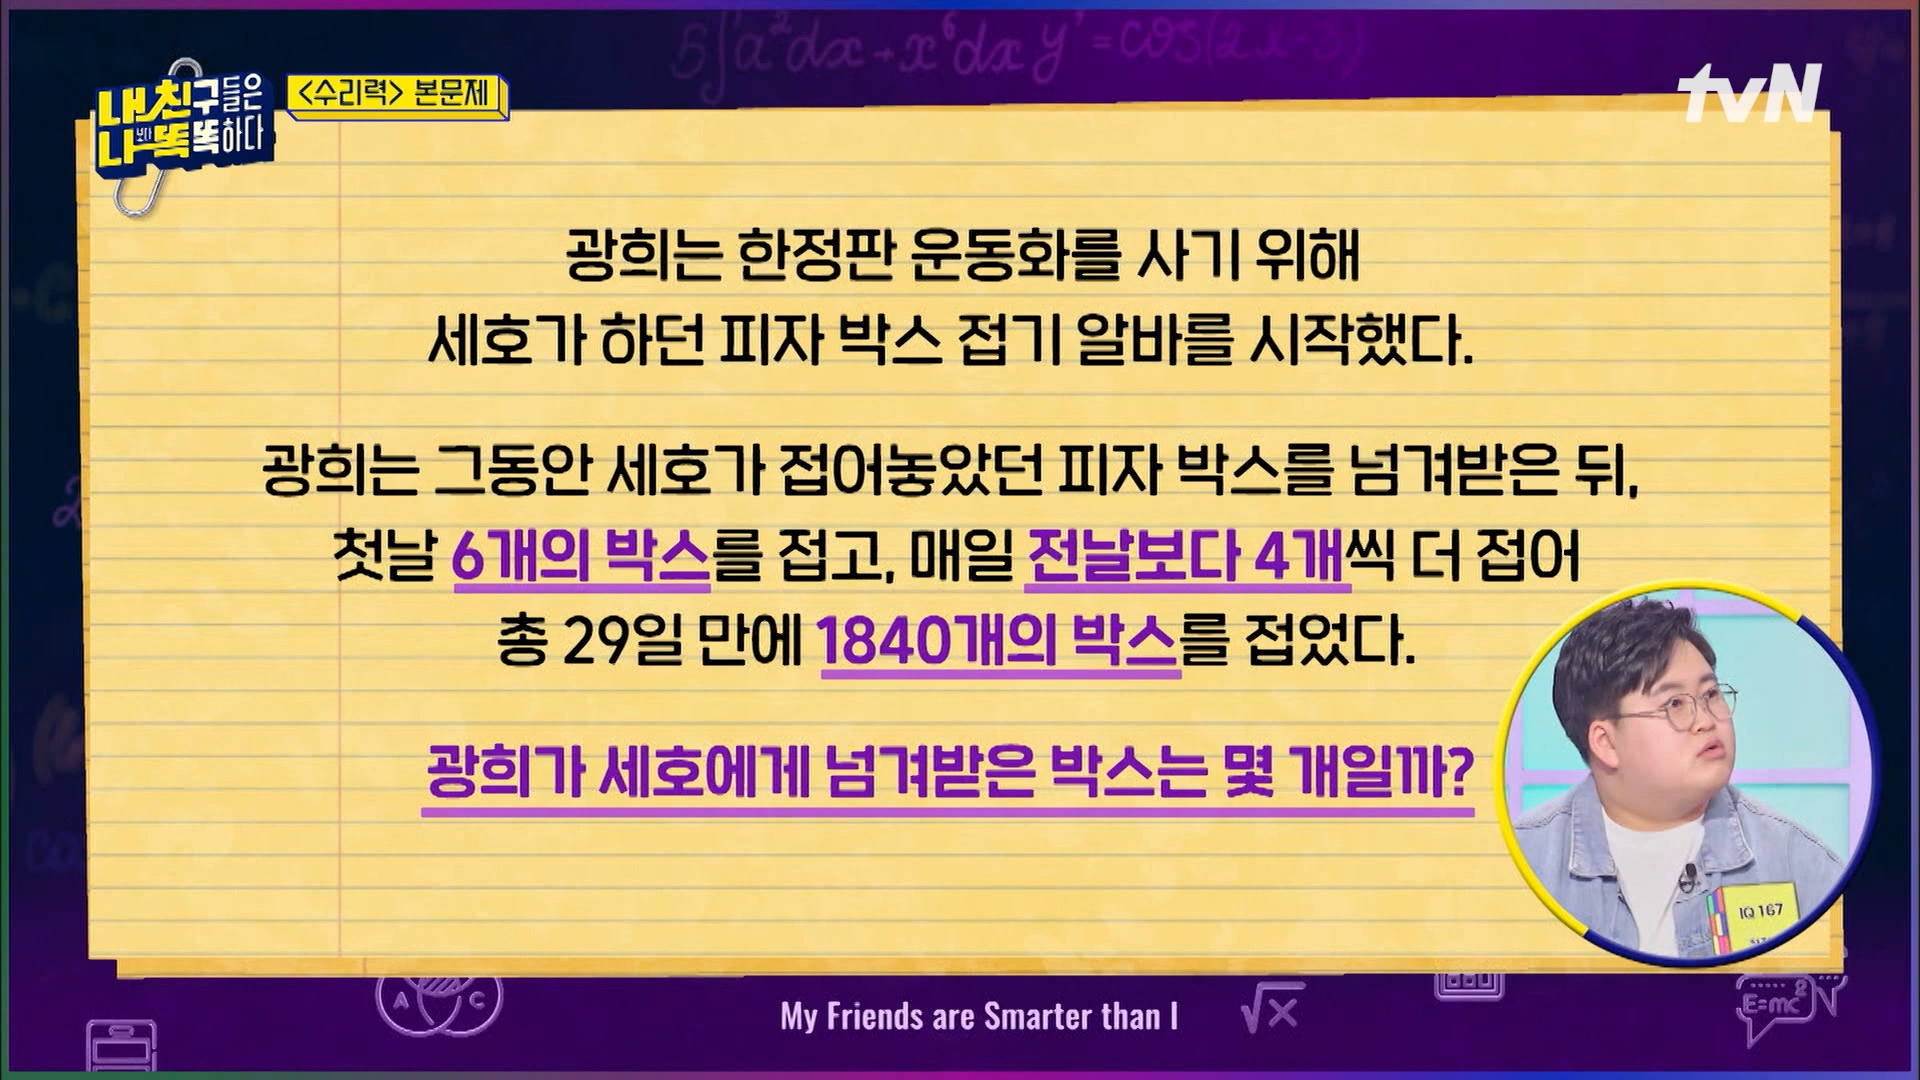 내 친구들은
나보다 똑똑하다
<수리력> 본문제
tvN
5∫a²dx+x⁶dxy'=cos(2x-3)
광희는 한정판 운동화를 사기 위해
세호가 하던 피자 박스 접기 알바를 시작했다.
광희는 그동안 세호가 접어놓았던 피자 박스를 넘겨받은 뒤,
첫날 6개의 박스를 접고, 매일 전날보다 4개씩 더 접어
총 29일 만에 1840개의 박스를 접었다.
광희가 세호에게 넘겨받은 박스는 몇 개일까?
IQ 167
A C
My Friends are Smarter than I
√x
E=mc²